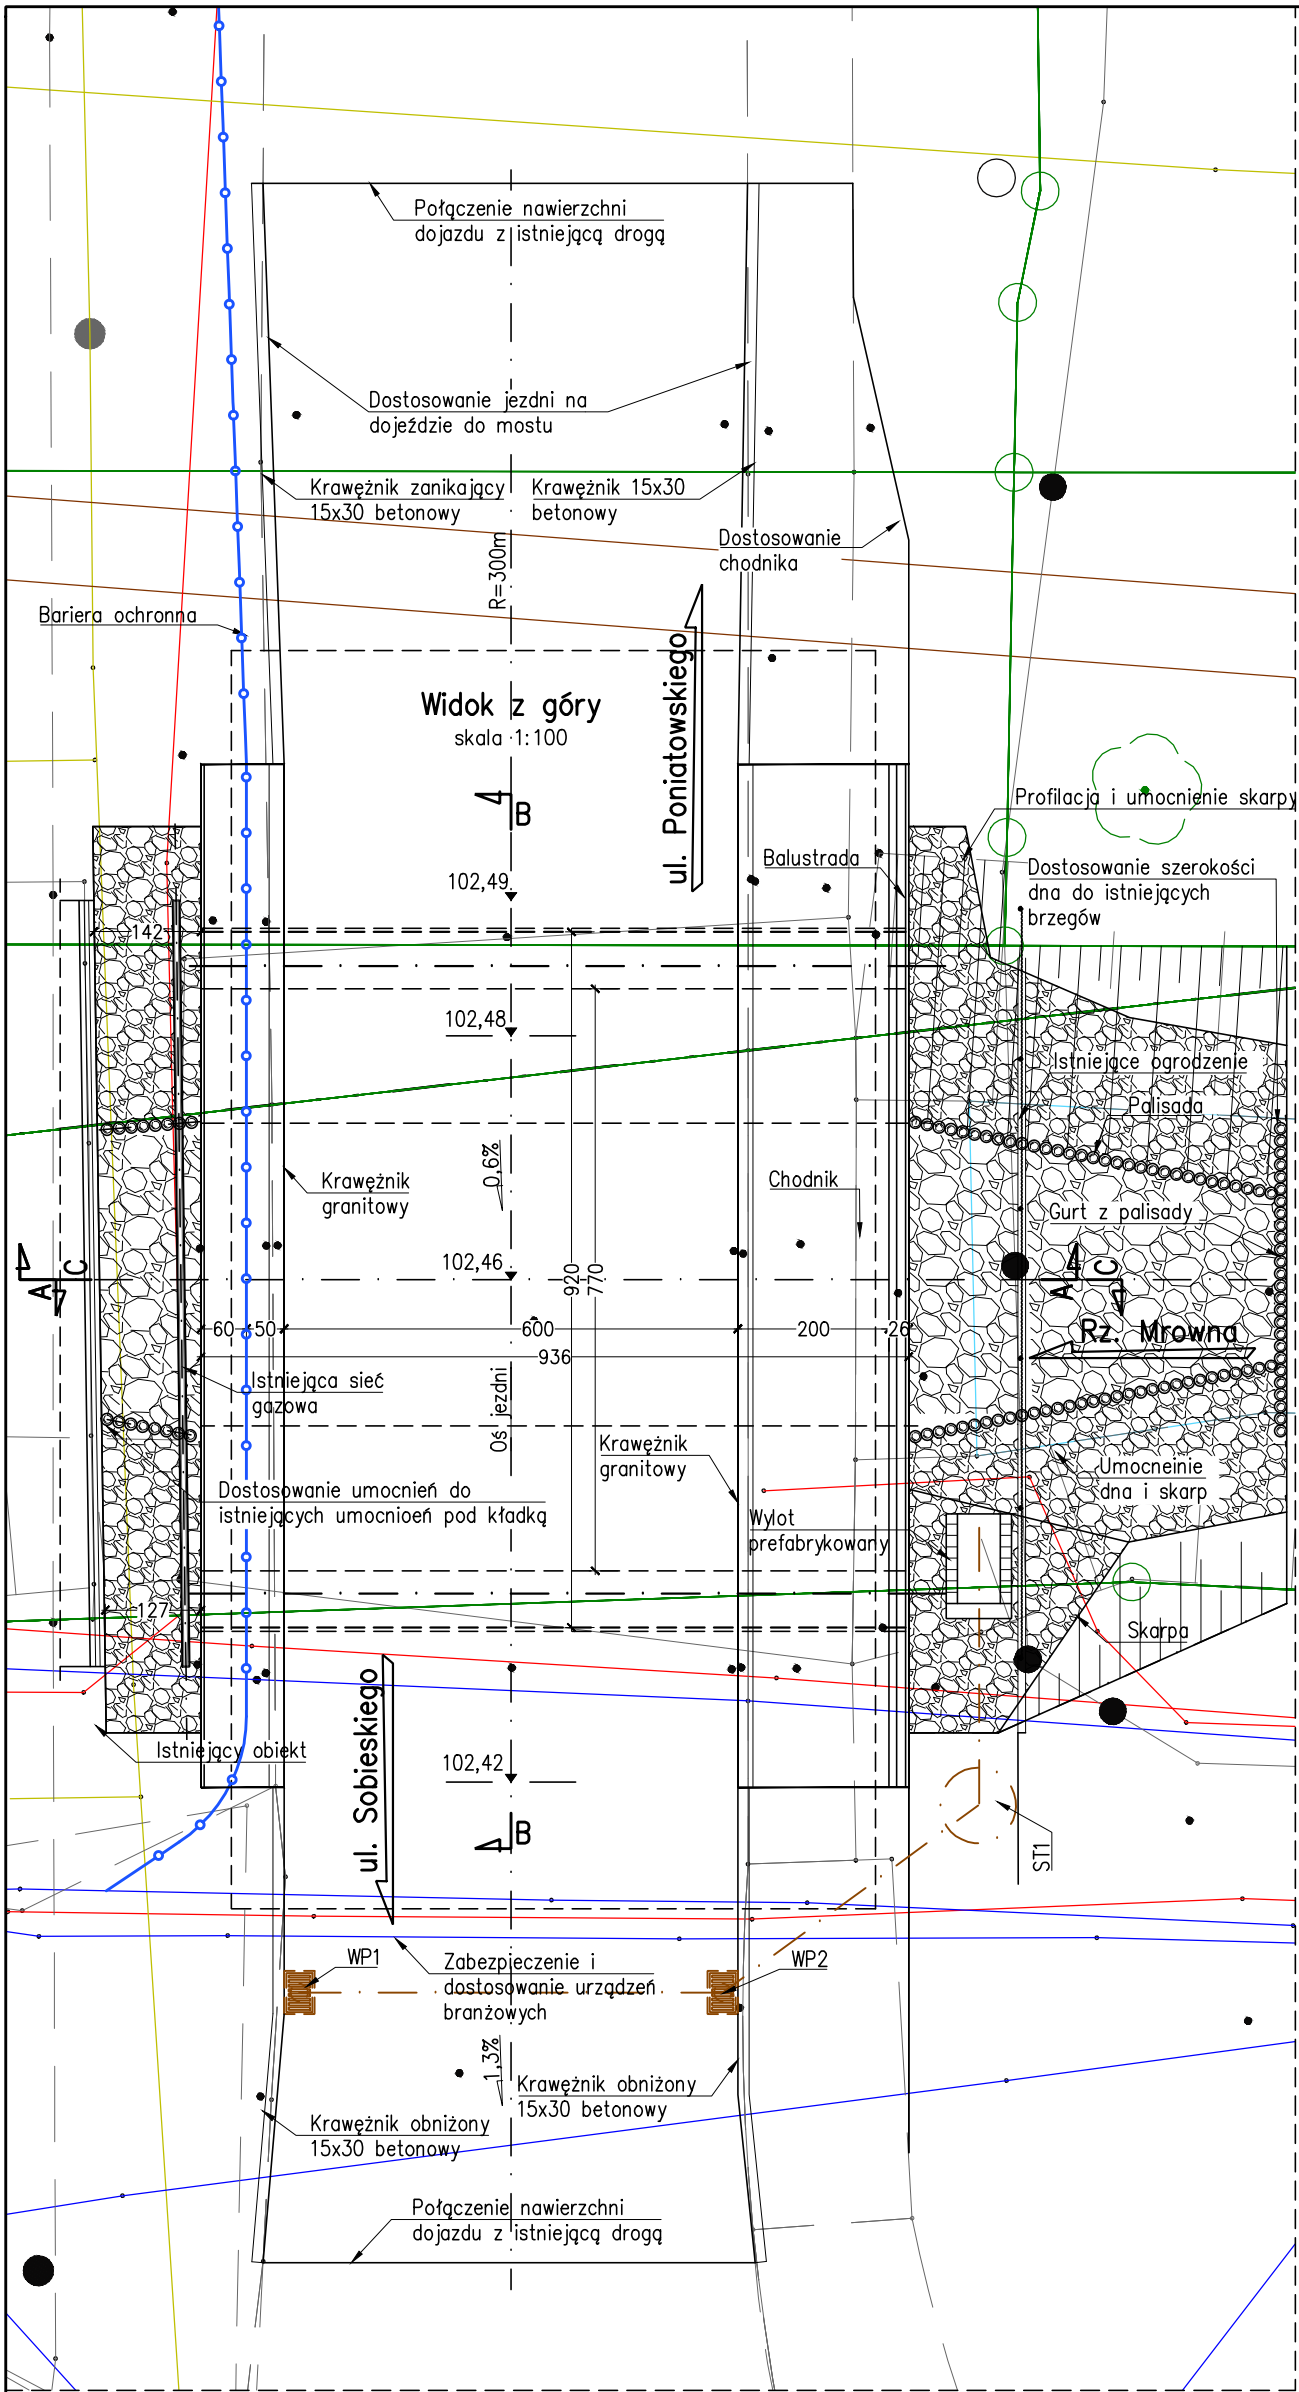 Połączenie nawierzchni
dojazdu z istniejącą drogą
Dostosowanie jezdni na
dojeździe do mostu
Krawężnik zanikający
15x30 betonowy
Krawężnik 15x30
betonowy
Dostosowanie
chodnika
R=300m
Bariera ochronna
ul. Poniatowskiego
Widok z góry
skala 1:100
B
Profilacja i umocnienie skarpy
Balustrada
Dostosowanie szerokości
dna do istniejących
brzegów
102,49
142
102,48
Istniejące ogrodzenie
Palisada
0,6%
Krawężnik
granitowy
Chodnik
Gurt z palisady
A
C
102,46
920
770
A
C
60
50
600
200
26
936
Rz. Mrowna
Istniejąca sieć
gazowa
Oś jezdni
Krawężnik
granitowy
Umocneinie
dna i skarp
Dostosowanie umocnień do
istniejących umocnioeń pod kładką
Wylot
prefabrykowany
127
Skarpa
ul. Sobieskiego
Istniejący obiekt
102,42
B
ST1
WP1
Zabezpieczenie i
dostosowanie urządzeń
branżowych
WP2
1,3%
Krawężnik obniżony
15x30 betonowy
Krawężnik obniżony
15x30 betonowy
Połączenie nawierzchni
dojazdu z istniejącą drogą